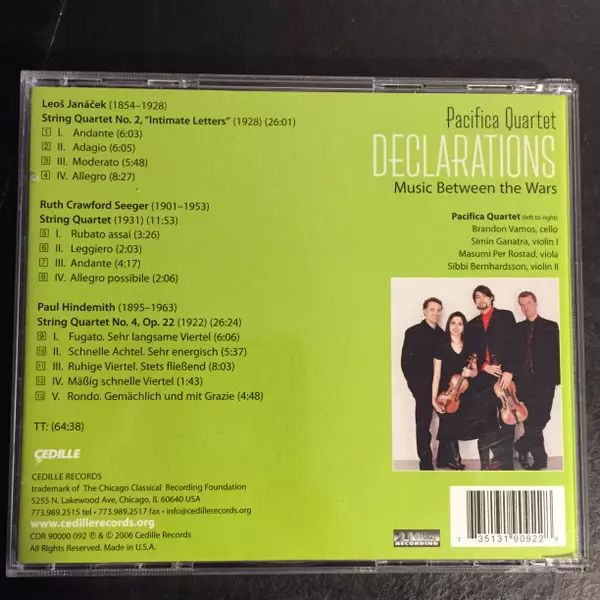 Leoš Janáček (1854–1928)
String Quartet No. 2, "Intimate Letters" (1928) (26:01)
1 I. Andante (6:03)
2 II. Adagio (6:05)
3 III. Moderato (5:48)
4 IV. Allegro (8:27)
Ruth Crawford Seeger (1901–1953)
String Quartet (1931) (11:53)
5 I. Rubato assai (3:26)
6 II. Leggiero (2:03)
7 III. Andante (4:17)
8 IV. Allegro possibile (2:06)
Paul Hindemith (1895–1963)
String Quartet No. 4, Op. 22 (1922) (26:24)
9 I. Fugato. Sehr langsame Viertel (6:06)
10 II. Schnelle Achtel. Sehr energisch (5:37)
11 III. Ruhige Viertel. Stets fließend (8:03)
12 IV. Mäßig schnelle Viertel (1:43)
13 V. Rondo. Gemächlich und mit Grazie (4:48)
TT: (64:38)
ÇEDILLE
CEDILLE RECORDS
trademark of The Chicago Classical Recording Foundation
5255 N. Lakewood Ave, Chicago, IL 60640 USA
773.989.2515 tel • 773.989.2517 fax • info@cedillerecords.org
www.cedillerecords.org
CDR 90000 092 ℗ & © 2006 Cedille Records
All Rights Reserved. Made in U.S.A.
Pacifica Quartet
DECLARATIONS
Music Between the Wars
Pacifica Quartet (left to right)
Brandon Vamos, cello
Simin Ganatra, violin I
Masumi Per Rostad, viola
Sibbi Bernhardsson, violin II
RECORDING
7 35131 90922